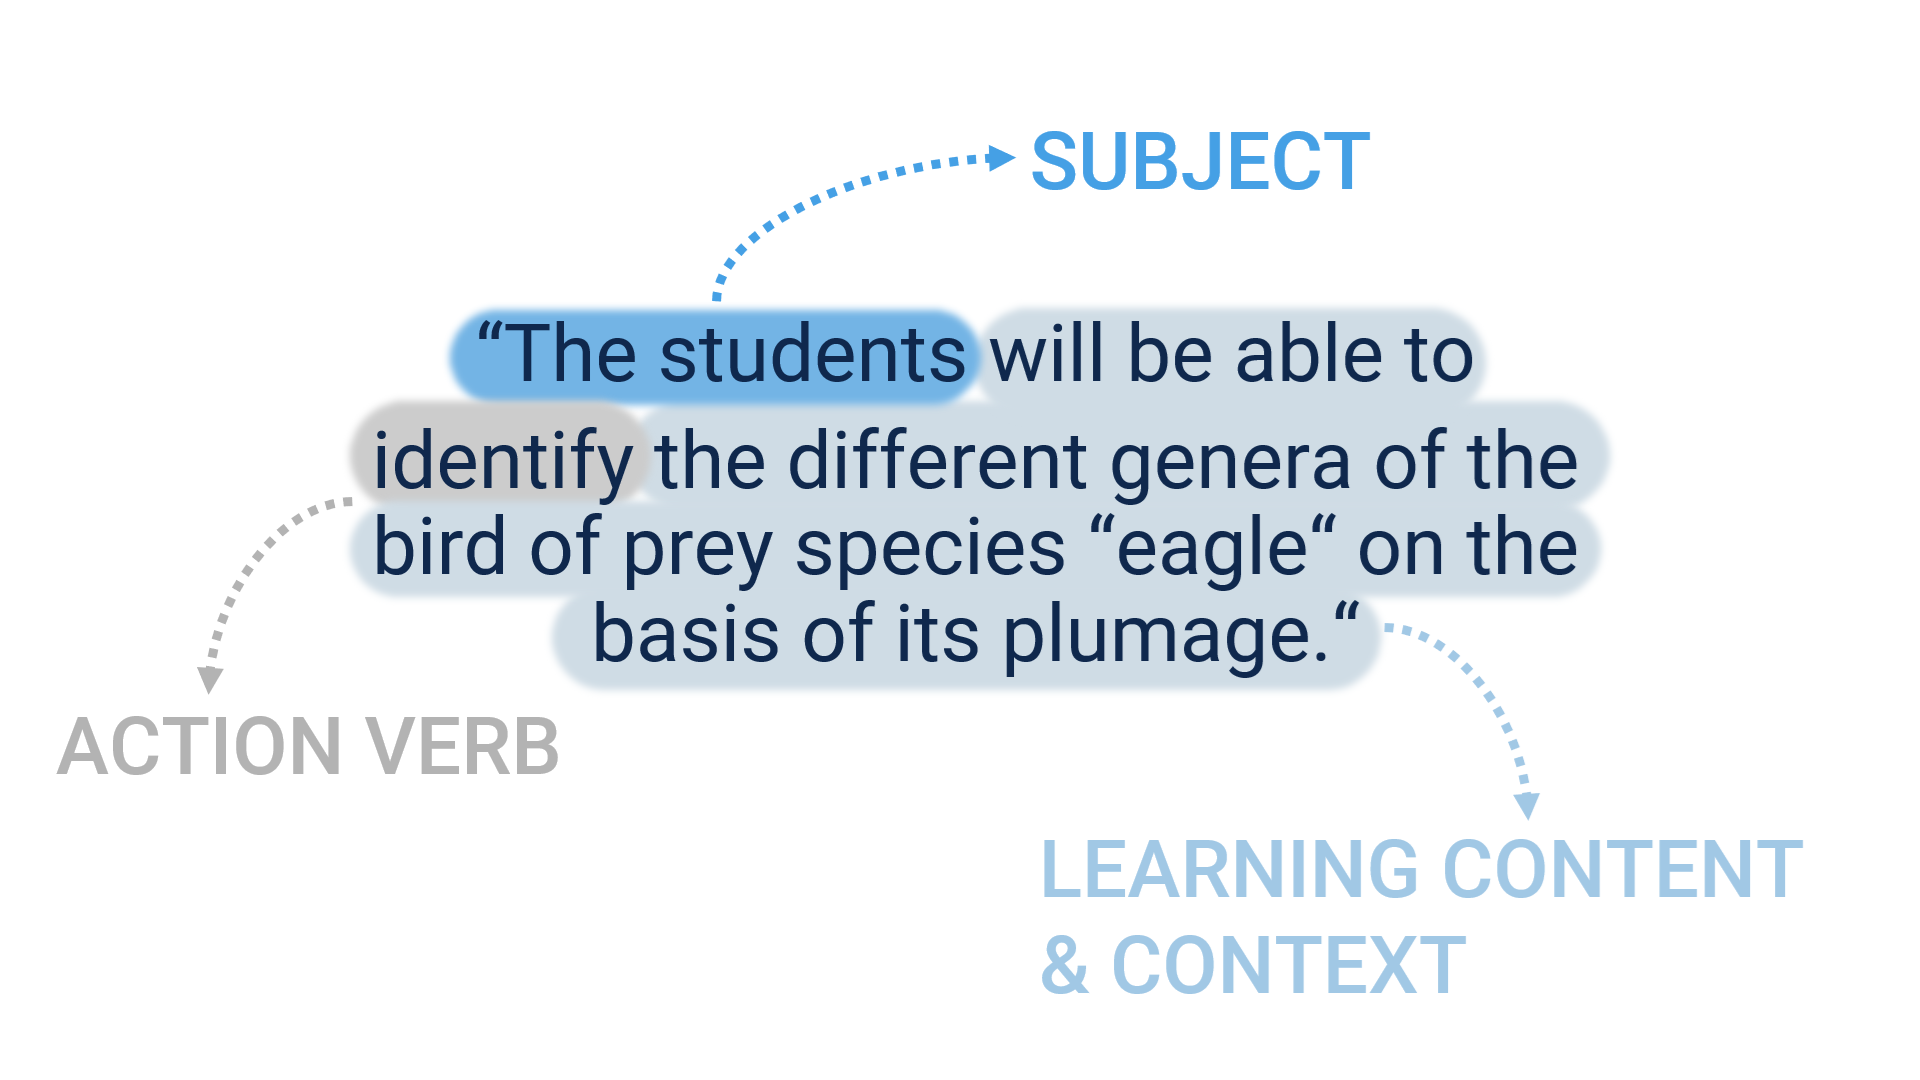 SUBJECT
“The students will be able to
identify the different genera of the
bird of prey species “eagle“ on the
basis of its plumage.“
ACTION VERB
LEARNING CONTENT
& CONTEXT